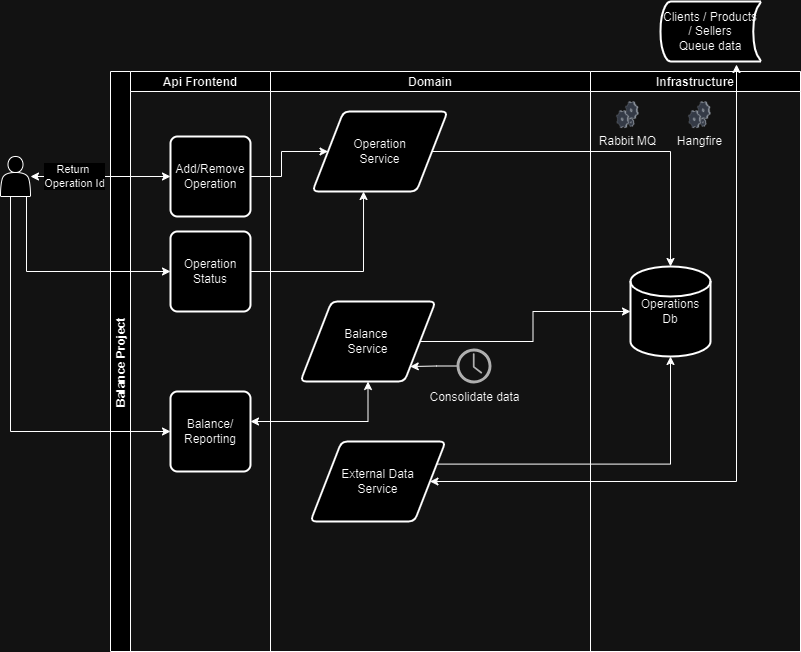 Clients / Products
/ Sellers
Queue data
Api Frontend
Domain
Infrastructure
Rabbit MQ
Hangfire
Return
Operation Id
Add/Remove
Operation
Operation
Service
Operation
Status
Operations
Db
Balance Project
Balance
Service
Consolidate data
Balance/
Reporting
External Data
Service